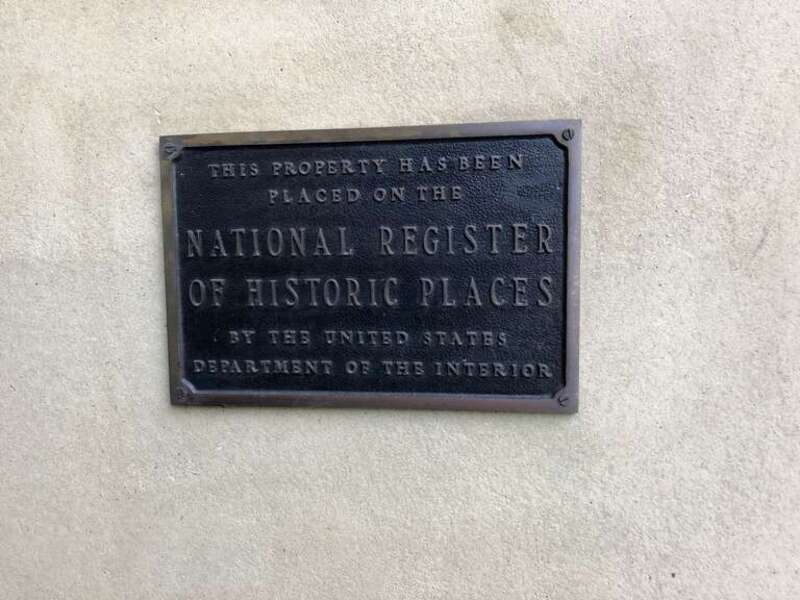 THIS PROPERTY HAS BEEN
PLACED ON THE
NATIONAL REGISTER
OF HISTORIC PLACES
BY THE UNITED STATES
DEPARTMENT OF THE INTERIOR